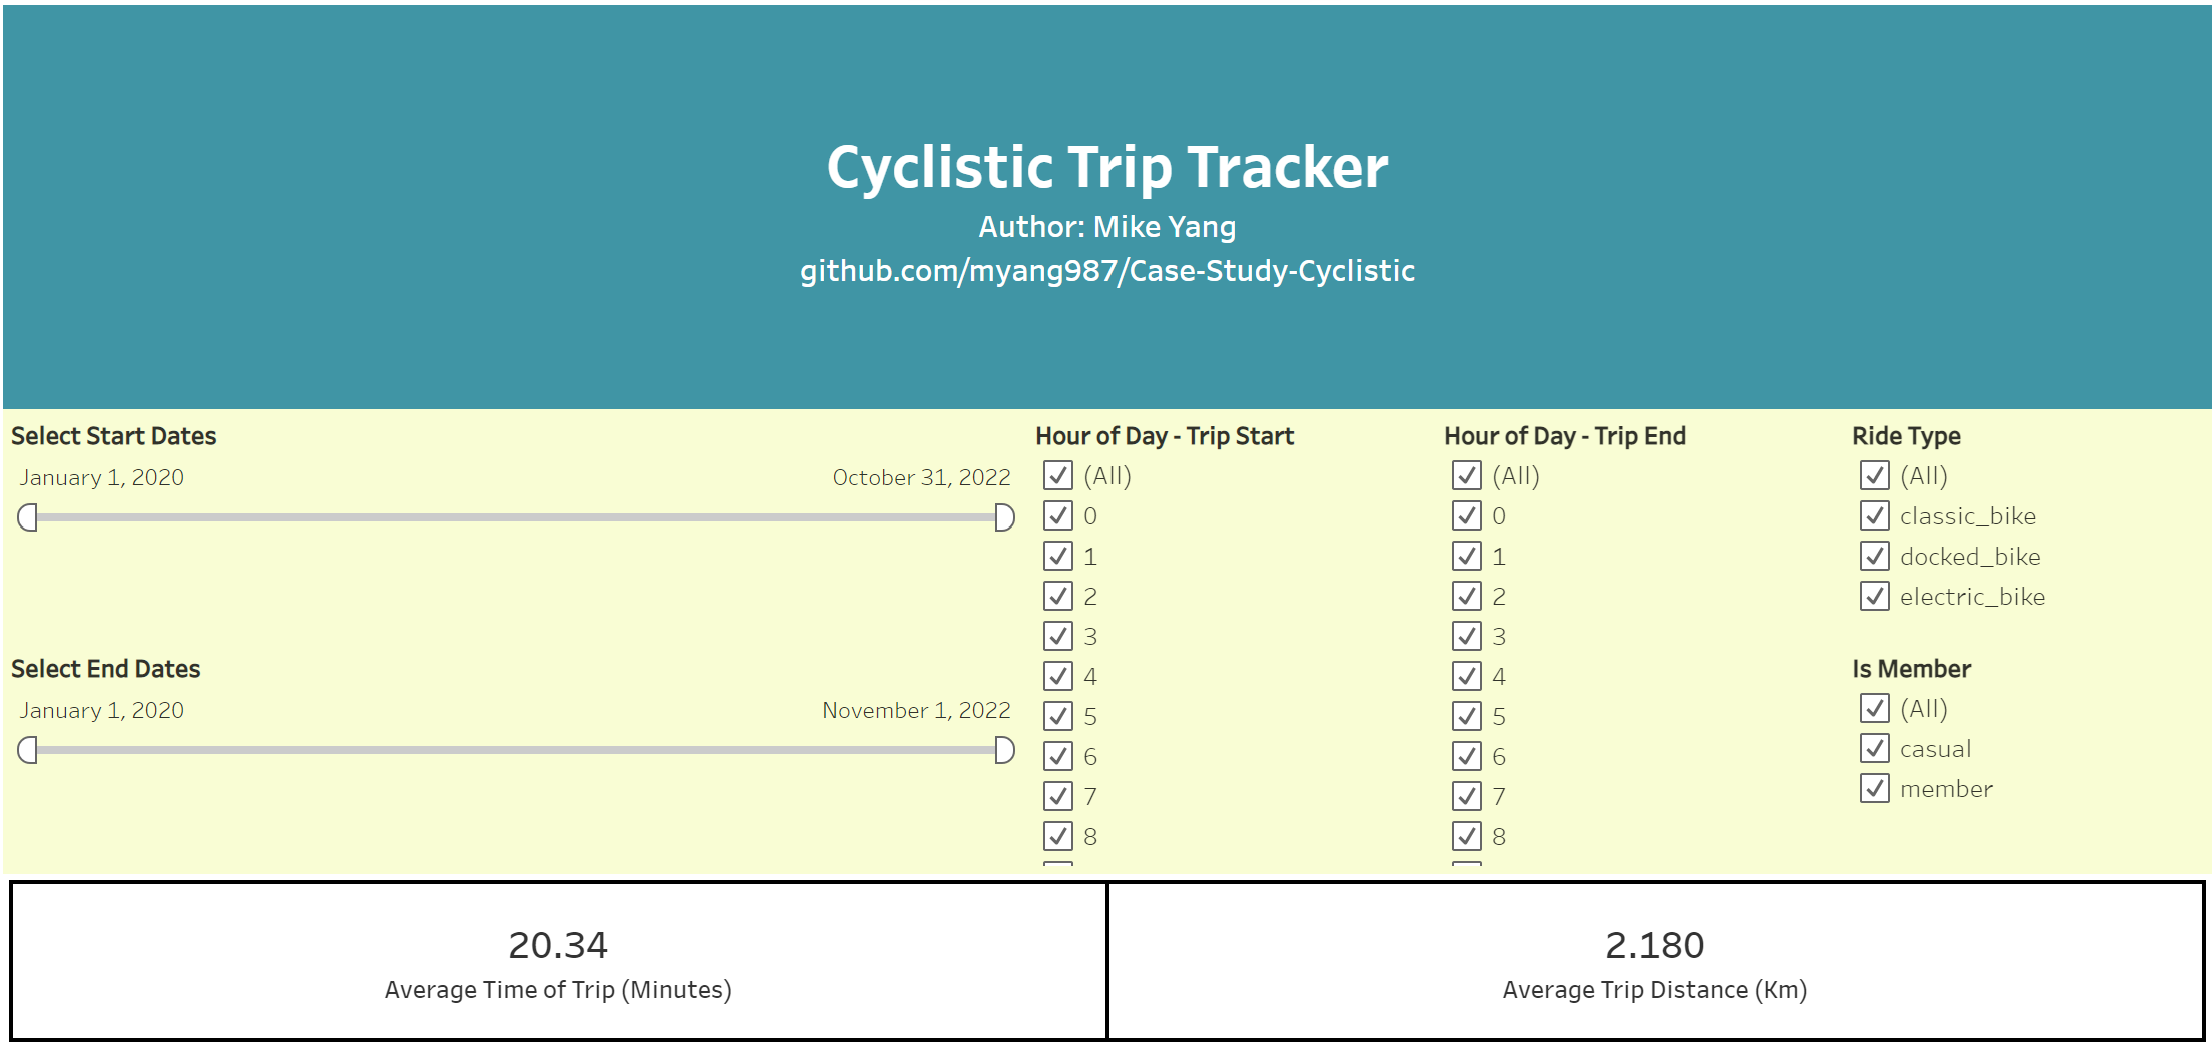 Cyclistic Trip Tracker
Author: Mike Yang
github.com/myang987/Case-Study-Cyclistic
Select Start Dates
January 1, 2020
October 31, 2022
Select End Dates
January 1, 2020
November 1, 2022
Hour of Day - Trip Start
(All)
0
1
2
3
4
5
6
7
8
Hour of Day - Trip End
(All)
0
1
2
3
4
5
6
7
8
Ride Type
(All)
classic_bike
docked_bike
electric_bike
Is Member
(All)
casual
member
20.34
Average Time of Trip (Minutes)
2.180
Average Trip Distance (Km)